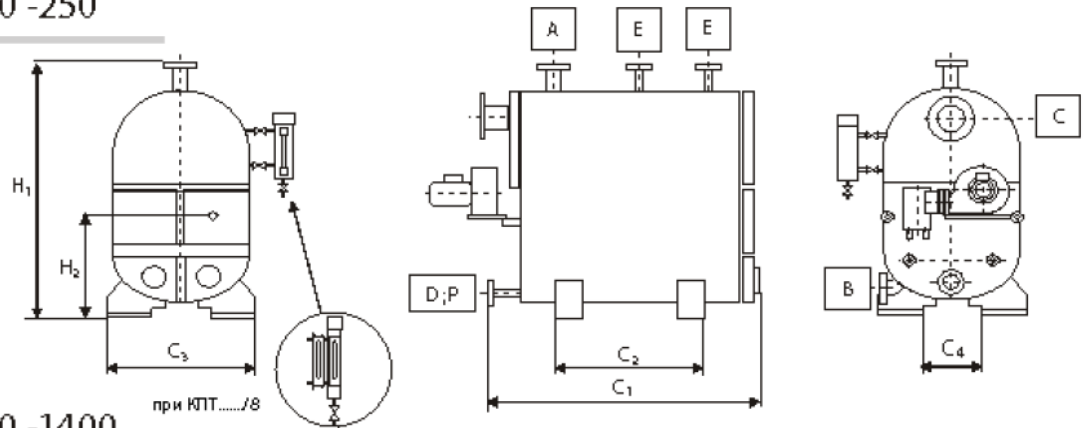 0 -250
A
E
E
C
H₁
H₂
D;P
B
C₃
C₂
C₁
C₄
при КПТ....../8
0 -1400